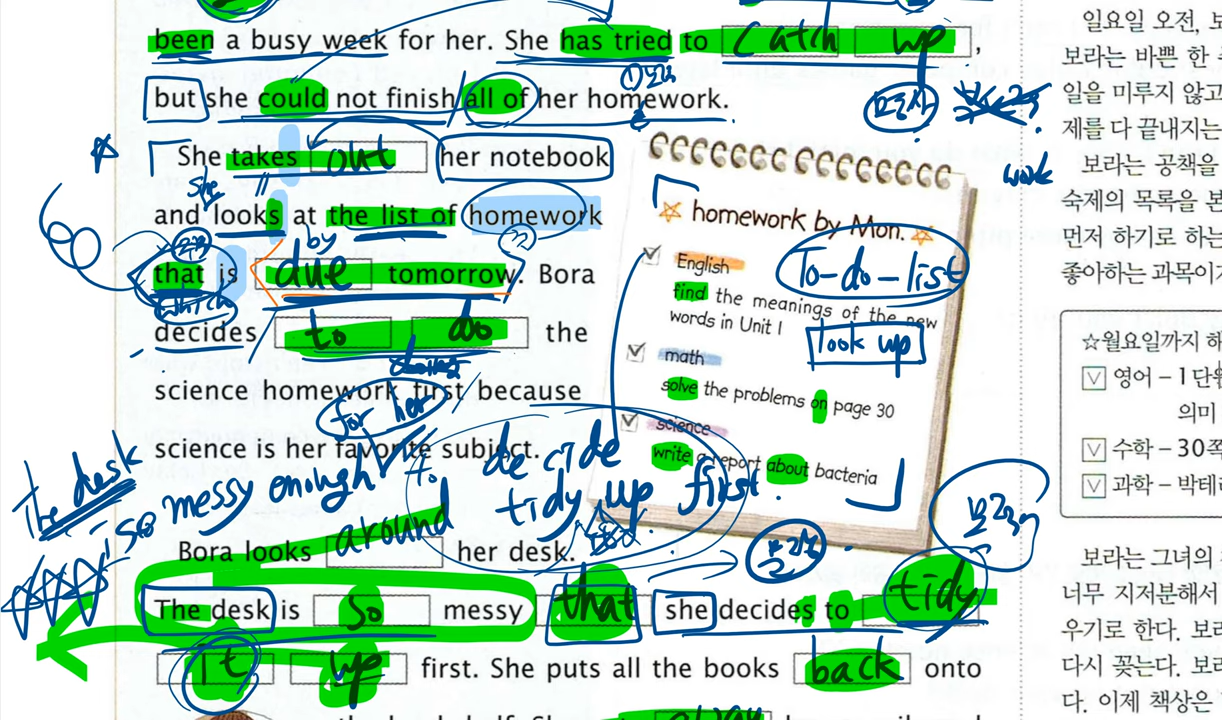 been a busy week for her. She has tried to catch up,
but she could not finish all of her homework.
She takes out her notebook
she
and looks at the list of homework
by
that is due tomorrow. Bora
which
decides to do the
doing
science homework first because
for her
science is her favorite subject.
The desk is so messy enough for her to decide
tidy up first.
Bora looks around her desk.
The desk is so messy that she decides to tidy
it up first. She puts all the books back onto
homework by Mon.
To-do-list
English
find the meanings of the new
words in Unit 1
look up
math
solve the problems on page 30
science
write a report about bacteria
work
일요일 오전, 보
보라는 바쁜 한
일을 미루지 않고
제를 다 끝내지는
보라는 공책을
숙제의 목록을 본
먼저 하기로 하는
좋아하는 과목이
☆월요일까지 해
영어 – 1단원
의미
수학 – 30쪽
과학 – 박테리
보라는 그녀의
너무 지저분해서
우기로 한다. 보라
다시 꽂는다. 보라
다. 이제 책상은